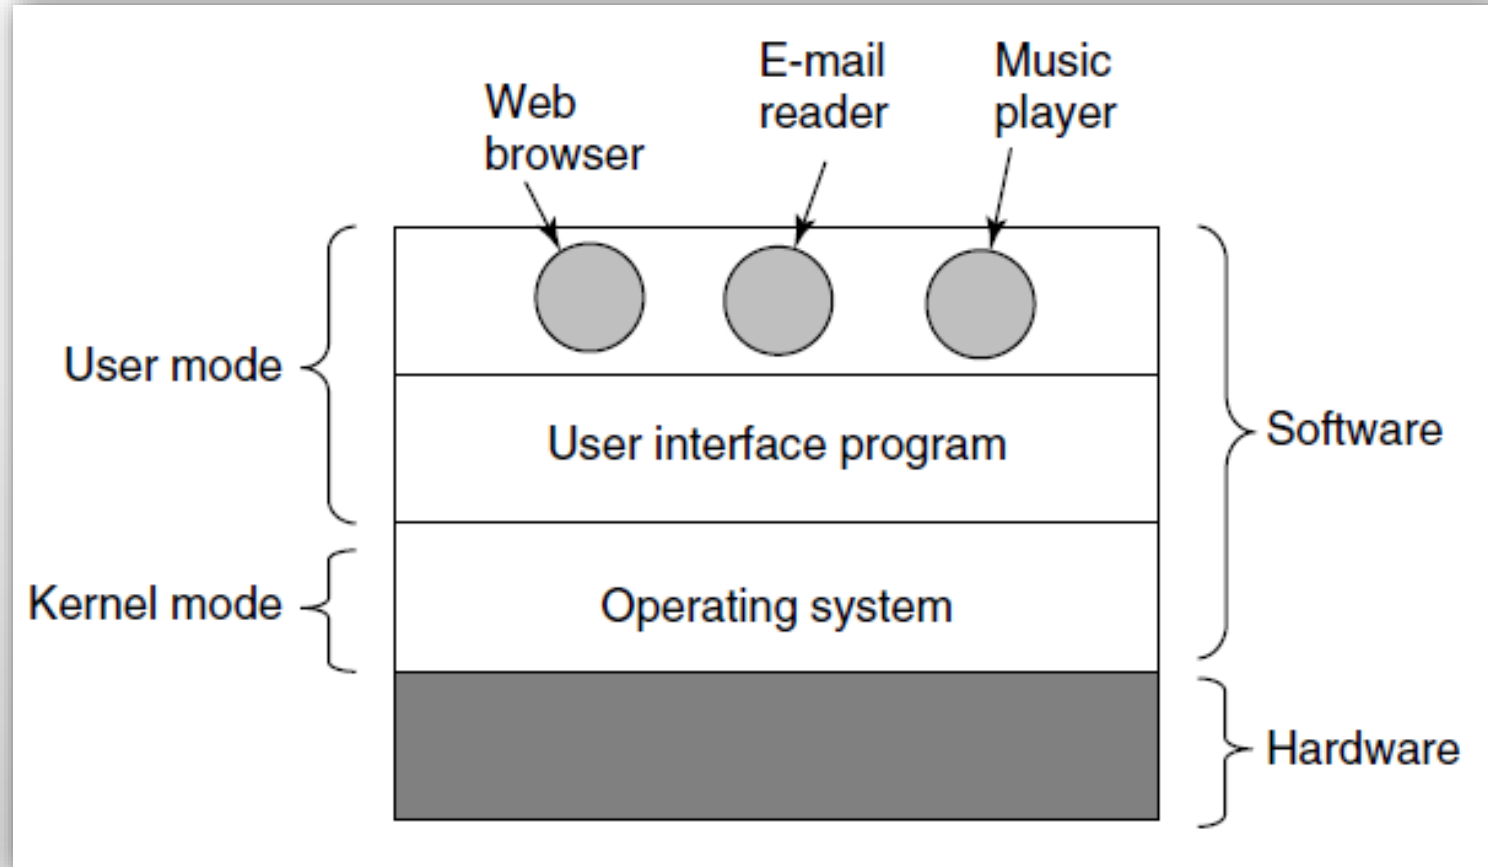 Web
browser
E-mail
reader
Music
player
User mode
User interface program
Software
Kernel mode
Operating system
Hardware